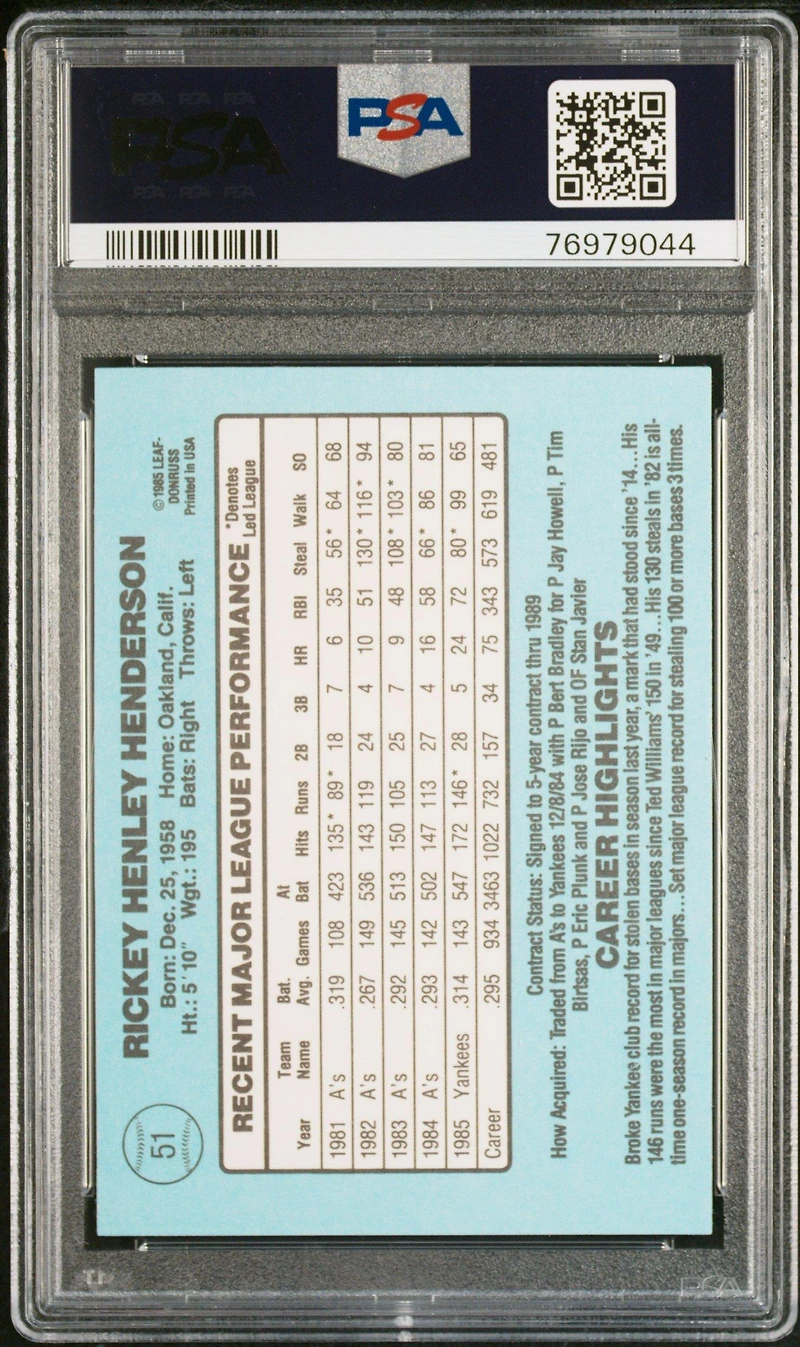 PSA PSA PSA
PSA
PSA PSA PSA
PSA
76979044
51
RICKEY HENLEY HENDERSON
Born: Dec. 25, 1958 Home: Oakland, Calif.
Ht.: 5'10" Wgt.: 195 Bats: Right Throws: Left
©1985 LEAF-
DONRUSS
Printed in USA
RECENT MAJOR LEAGUE PERFORMANCE
*Denotes
Led League
Year Team Name Bat. Avg. Games At Bat Hits Runs 2B 3B HR RBI Steal Walk SO
1981 A's .319 108 423 135* 89* 18 7 6 35 56* 64 68
1982 A's .267 149 536 143 119 24 4 10 51 130* 116* 94
1983 A's .292 145 513 150 105 25 7 9 48 108* 103* 80
1984 A's .293 142 502 147 113 27 4 16 58 66* 86 81
1985 Yankees .314 143 547 172 146* 28 5 24 72 80* 99 65
Career .295 934 3463 1022 732 157 34 75 343 573 619 481
Contract Status: Signed to 5-year contract thru 1989
How Acquired: Traded from A's to Yankees 12/8/84 with P Bert Bradley for P Jay Howell, P Tim
Birtsas, P Eric Plunk and P Jose Rijo and OF Stan Javier
CAREER HIGHLIGHTS
Broke Yankee club record for stolen bases in season last year, a mark that had stood since '14...His
146 runs were the most in major leagues since Ted Williams' 150 in '49...His 130 steals in '82 is all-
time one-season record in majors...Set major league record for stealing 100 or more bases 3 times.
PSA